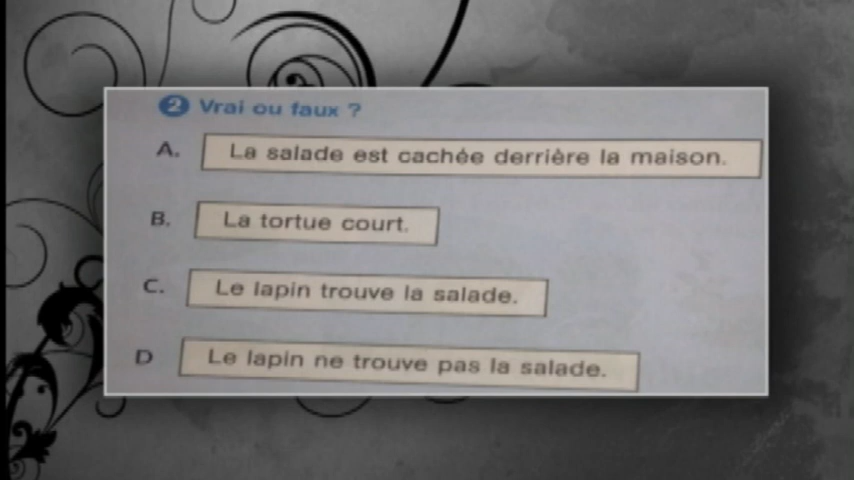 2 Vrai ou faux ?
A. La salade est cachée derrière la maison.
B. La tortue court.
C. Le lapin trouve la salade.
D Le lapin ne trouve pas la salade.